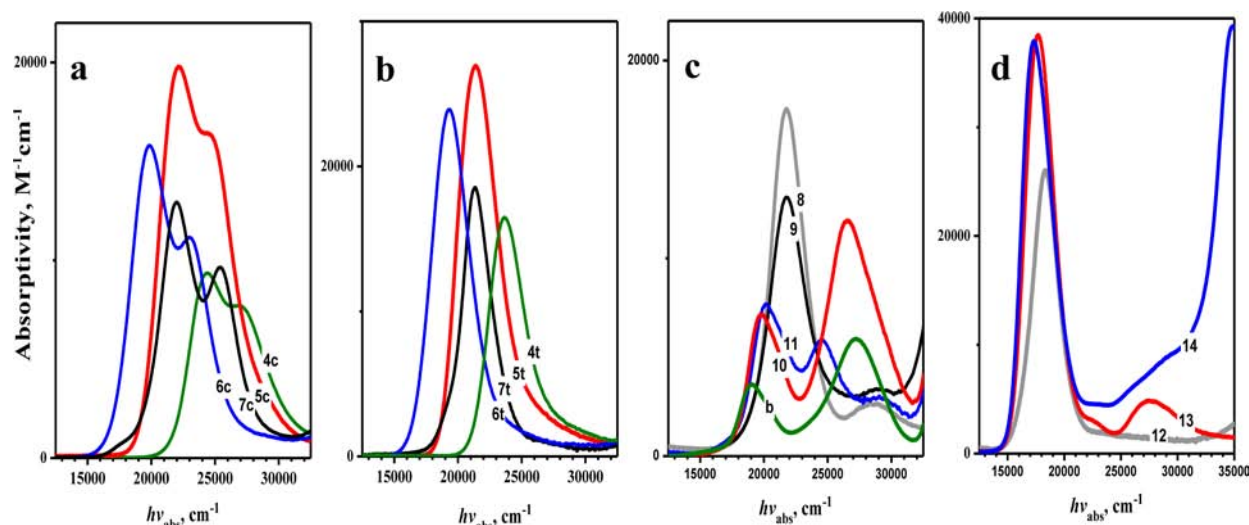 a
b
c
d
Absorptivity, M⁻¹cm⁻¹
20000
0
15000 20000 25000 30000
hν_abs, cm⁻¹
4c
5c
6c
7c
20000
0
15000 20000 25000 30000
hν_abs, cm⁻¹
4t
5t
7t
6t
20000
0
15000 20000 25000 30000
hν_abs, cm⁻¹
8
9
11
10
b
40000
20000
0
15000 20000 25000 30000 35000
hν_abs, cm⁻¹
14
13
12